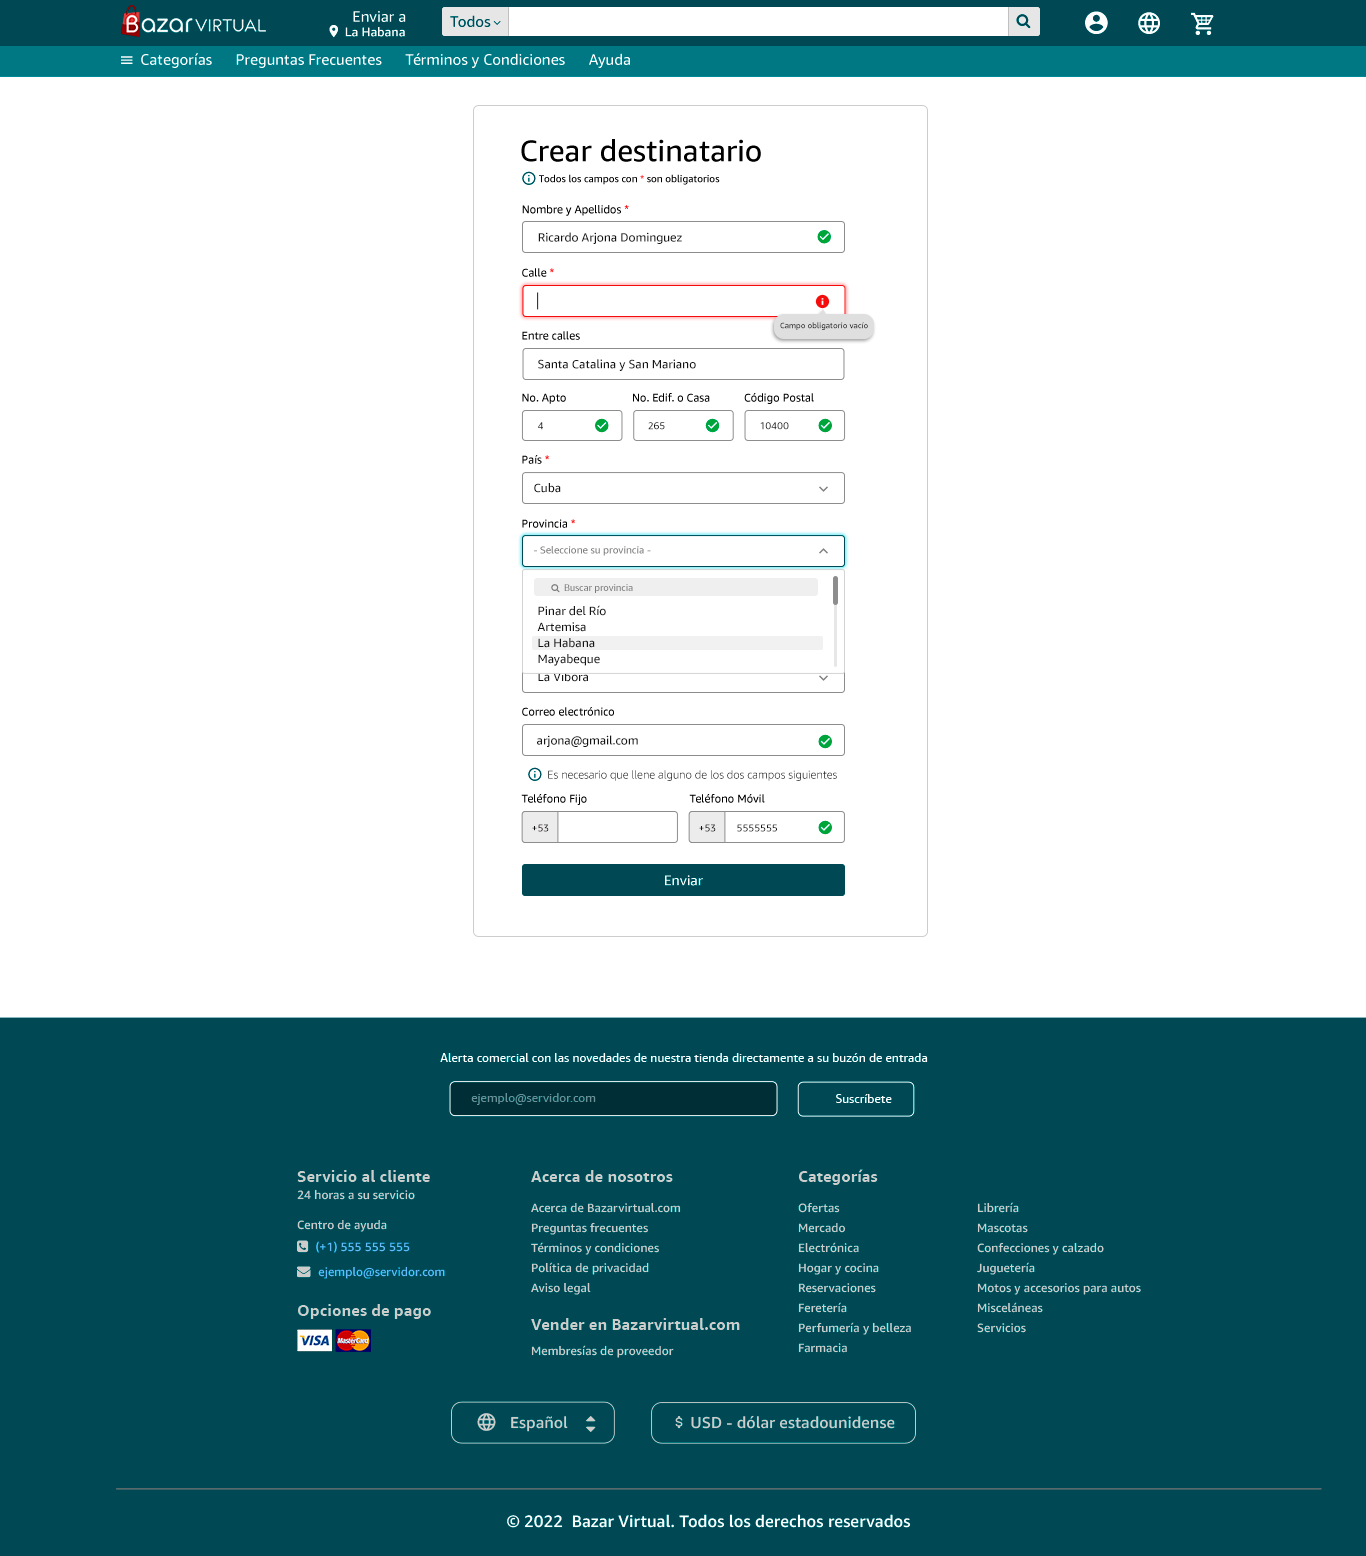 Bazar VIRTUAL
Enviar a
La Habana
Todos
Categorías Preguntas Frecuentes Términos y Condiciones Ayuda
Crear destinatario
Todos los campos con * son obligatorios
Nombre y Apellidos *
Ricardo Arjona Dominguez
Calle *
Campo obligatorio vacío
Entre calles
Santa Catalina y San Mariano
No. Apto No. Edif. o Casa Código Postal
4 265 10400
País *
Cuba
Provincia *
- Seleccione su provincia -
Buscar provincia
Pinar del Río
Artemisa
La Habana
Mayabeque
La Víbora
Correo electrónico
arjona@gmail.com
Es necesario que llene alguno de los dos campos siguientes
Teléfono Fijo Teléfono Móvil
+53 +53 5555555
Enviar
Alerta comercial con las novedades de nuestra tienda directamente a su buzón de entrada
ejemplo@servidor.com Suscríbete
Servicio al cliente
24 horas a su servicio
Centro de ayuda
(+1) 555 555 555
ejemplo@servidor.com
Opciones de pago
VISA MasterCard
Acerca de nosotros
Acerca de Bazarvirtual.com
Preguntas frecuentes
Términos y condiciones
Política de privacidad
Aviso legal
Vender en Bazarvirtual.com
Membresías de proveedor
Categorías
Ofertas
Mercado
Electrónica
Hogar y cocina
Reservaciones
Feretería
Perfumería y belleza
Farmacia
Librería
Mascotas
Confecciones y calzado
Juguetería
Motos y accesorios para autos
Misceláneas
Servicios
Español
$ USD - dólar estadounidense
© 2022 Bazar Virtual. Todos los derechos reservados